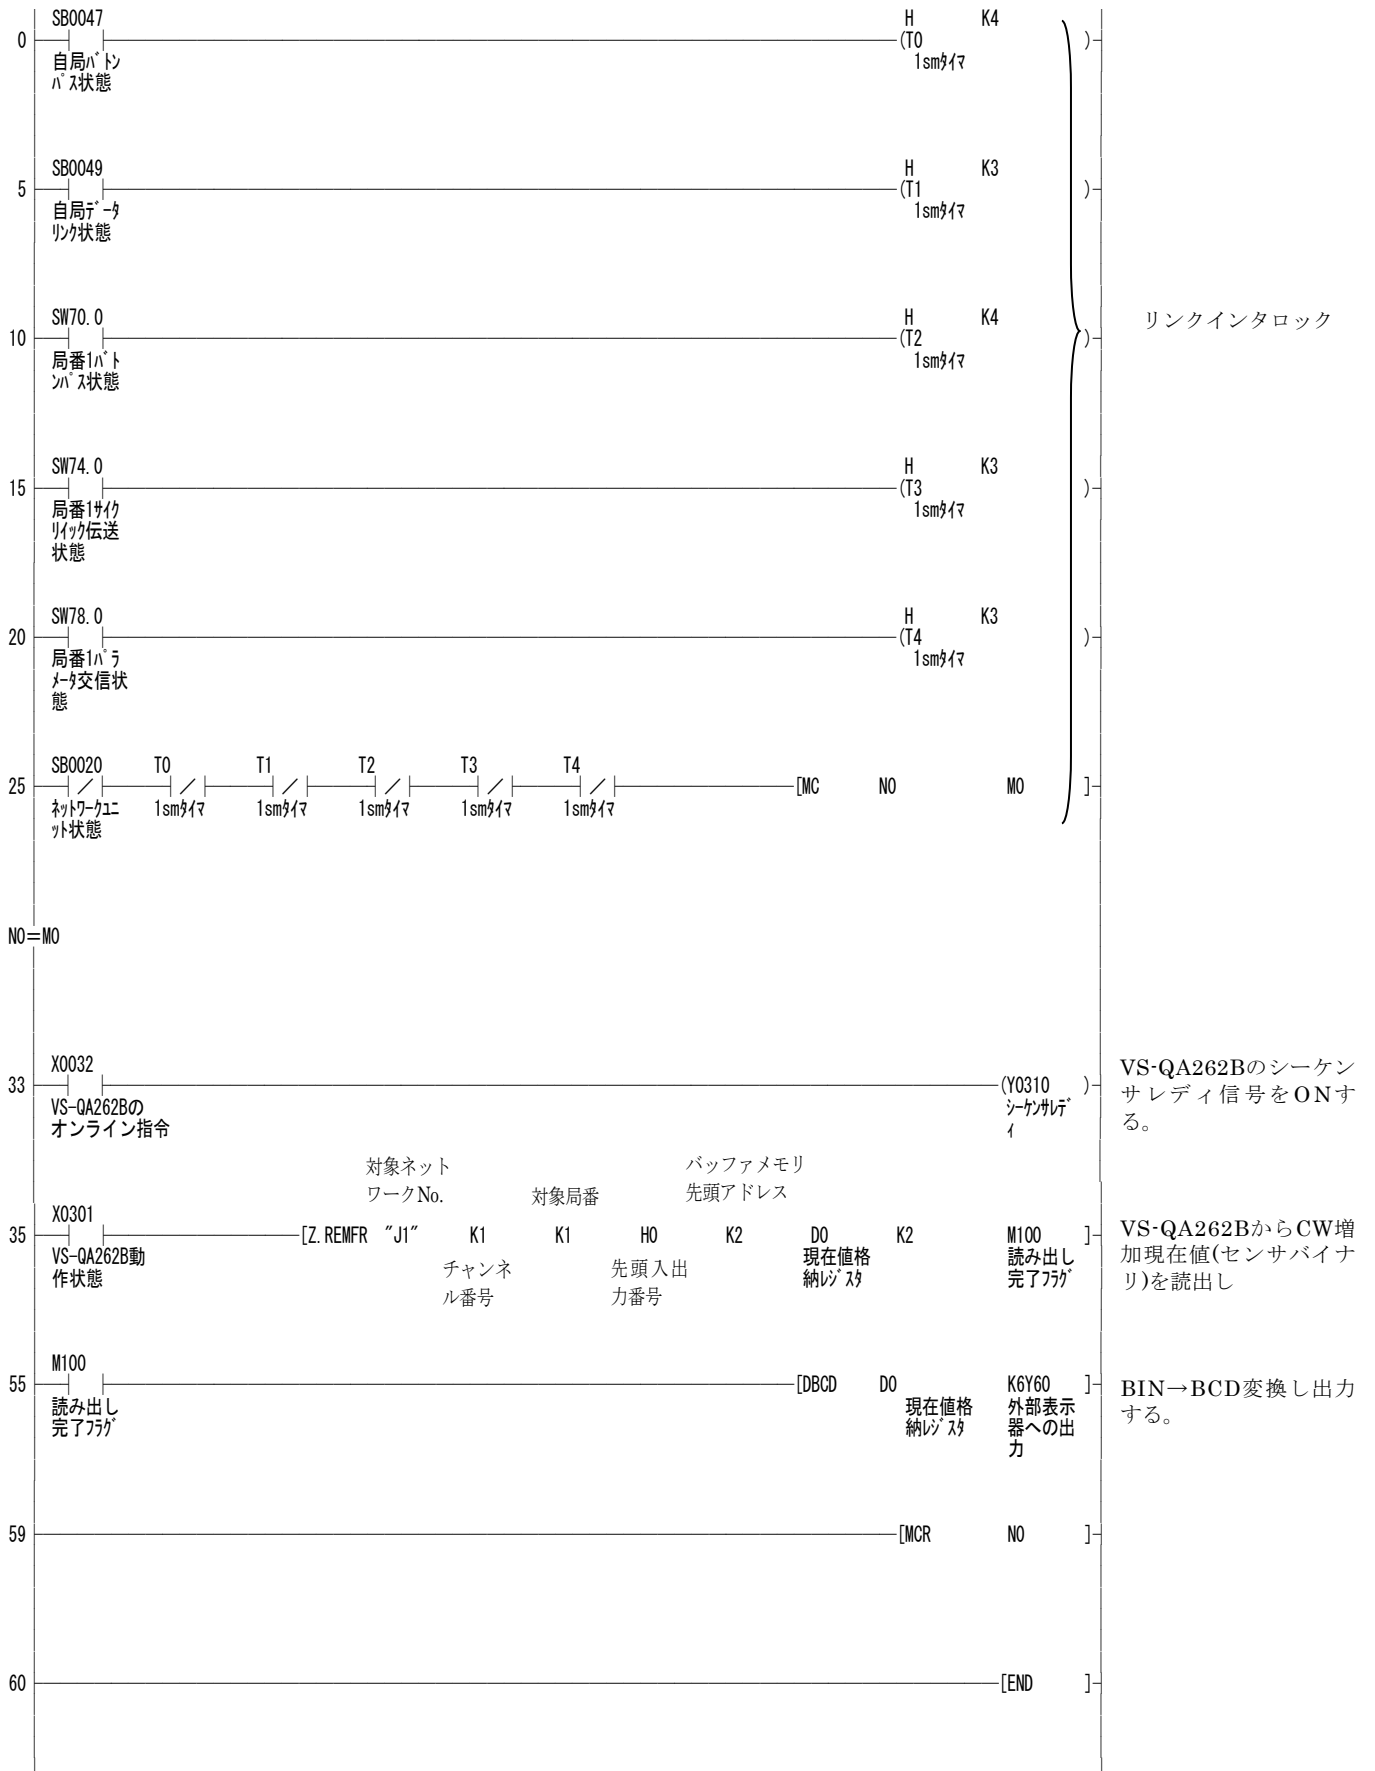 SB0047 H K4
0 (T0 )
自局ﾊﾞﾄﾝ 1smﾀｲﾏ
ﾊﾟｽ状態
SB0049 H K3
5 (T1 )
自局ﾃﾞｰﾀ 1smﾀｲﾏ
ﾘﾝｸ状態
SW70.0 H K4
リンクインタロック
10 (T2 )
局番1ﾊﾞﾄ 1smﾀｲﾏ
ﾝﾊﾟｽ状態
SW74.0 H K3
15 (T3 )
局番1ｻｲｸ 1smﾀｲﾏ
ﾘｨｯｸ伝送
状態
SW78.0 H K3
20 (T4 )
局番1ﾊﾟﾗ 1smﾀｲﾏ
ﾒｰﾀ交信状
態
SB0020 T0 T1 T2 T3 T4
25 [MC N0 M0 ]
ﾈｯﾄﾜｰｸﾕﾆ 1smﾀｲﾏ 1smﾀｲﾏ 1smﾀｲﾏ 1smﾀｲﾏ 1smﾀｲﾏ
ｯﾄ状態
N0=M0
X0032
33 (Y0310 )
VS-QA262Bの ｼｰｹﾝｻﾚﾃﾞ
オンライン指令 ｨ
VS-QA262Bのシーケン
サレディ信号をONす
る。
対象ネット
ワークNo.
対象局番
バッファメモリ
先頭アドレス
X0301
35 [Z.REMFR "J1" K1 K1 H0 K2 D0 K2 M100 ]
VS-QA262B動 現在値格 読み出し
作状態 納ﾚｼﾞｽﾀ 完了ﾌﾗｸﾞ
チャンネ
ル番号
先頭入出
力番号
VS-QA262BからCW増
加現在値(センサバイナ
リ)を読出し
M100
55 [DBCD D0 K6Y60 ]
読み出し 現在値格 外部表示
完了ﾌﾗｸﾞ 納ﾚｼﾞｽﾀ 器への出
力
BIN→BCD変換し出力
する。
59 [MCR N0 ]
60 [END ]